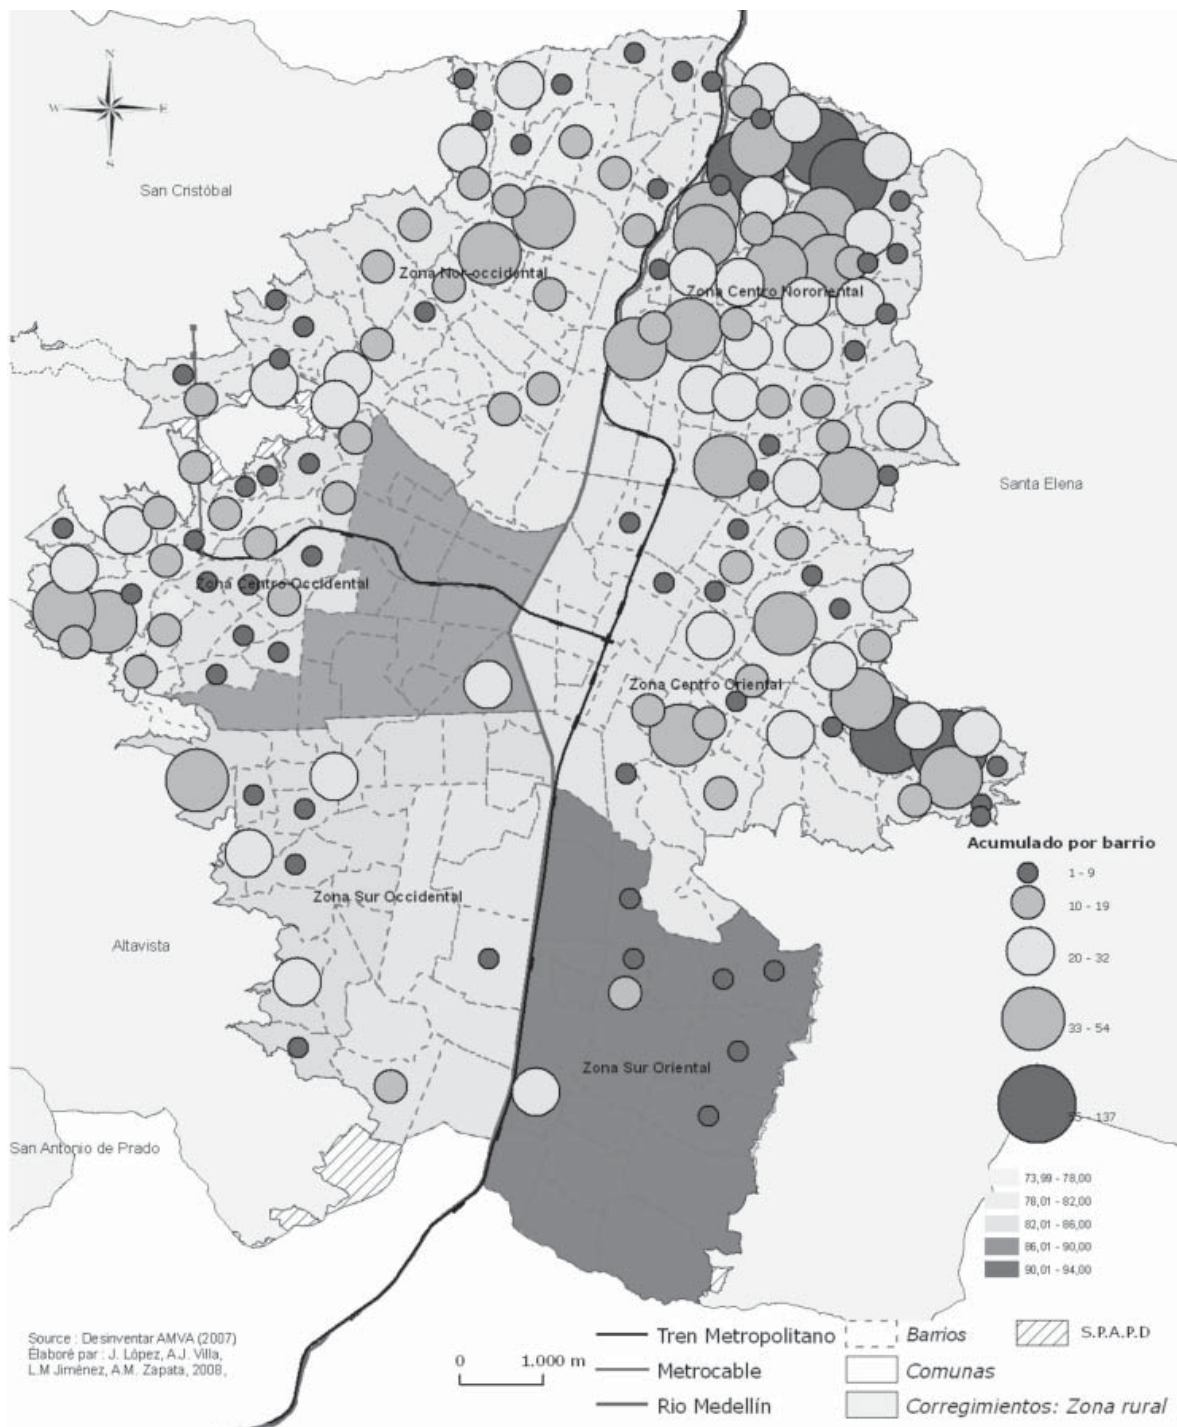 N
W
E
S
San Cristóbal
Zona Nor-occidental
Zona Centro Nororiental
Santa Elena
Zona Centro Occidental
Zona Centro Oriental
Acumulado por barrio
1 - 9
10 - 19
20 - 32
33 - 54
55 - 137
Zona Sur Occidental
Altavista
Zona Sur Oriental
San Antonio de Prado
73,99 - 78,00
78,01 - 82,00
82,01 - 86,00
86,01 - 90,00
90,01 - 94,00
Source : Desinventar AMVA (2007)
Élaboré par : J. López, A.J. Villa,
L.M Jiménez, A.M. Zapata, 2008,
0 1.000 m
Tren Metropolitano
Metrocable
Rio Medellín
Barrios
Comunas
Corregimientos: Zona rural
S.P.A.P.D